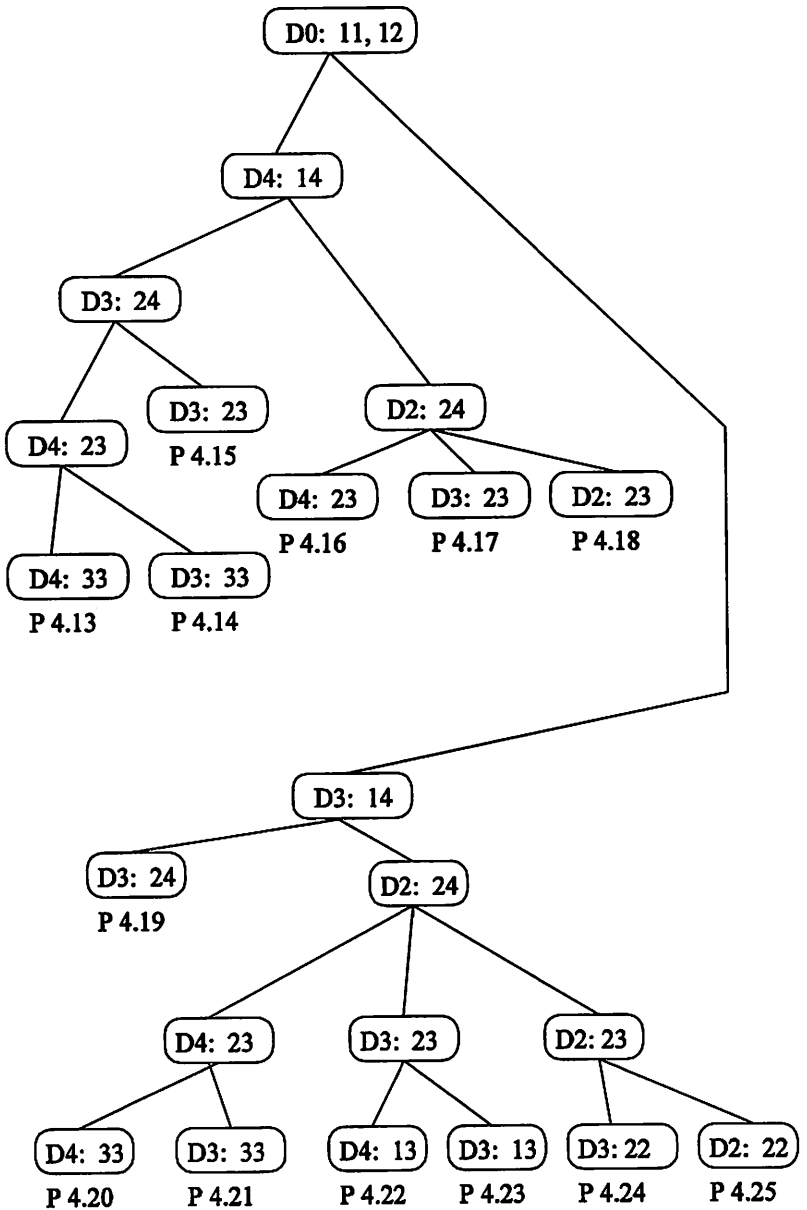 D0: 11, 12
D4: 14
D3: 24
D3: 23
D2: 24
D4: 23
P 4.15
D4: 23
D3: 23
D2: 23
P 4.16
P 4.17
P 4.18
D4: 33
D3: 33
P 4.13
P 4.14
D3: 14
D3: 24
D2: 24
P 4.19
D4: 23
D3: 23
D2: 23
D4: 33
D3: 33
D4: 13
D3: 13
D3: 22
D2: 22
P 4.20
P 4.21
P 4.22
P 4.23
P 4.24
P 4.25